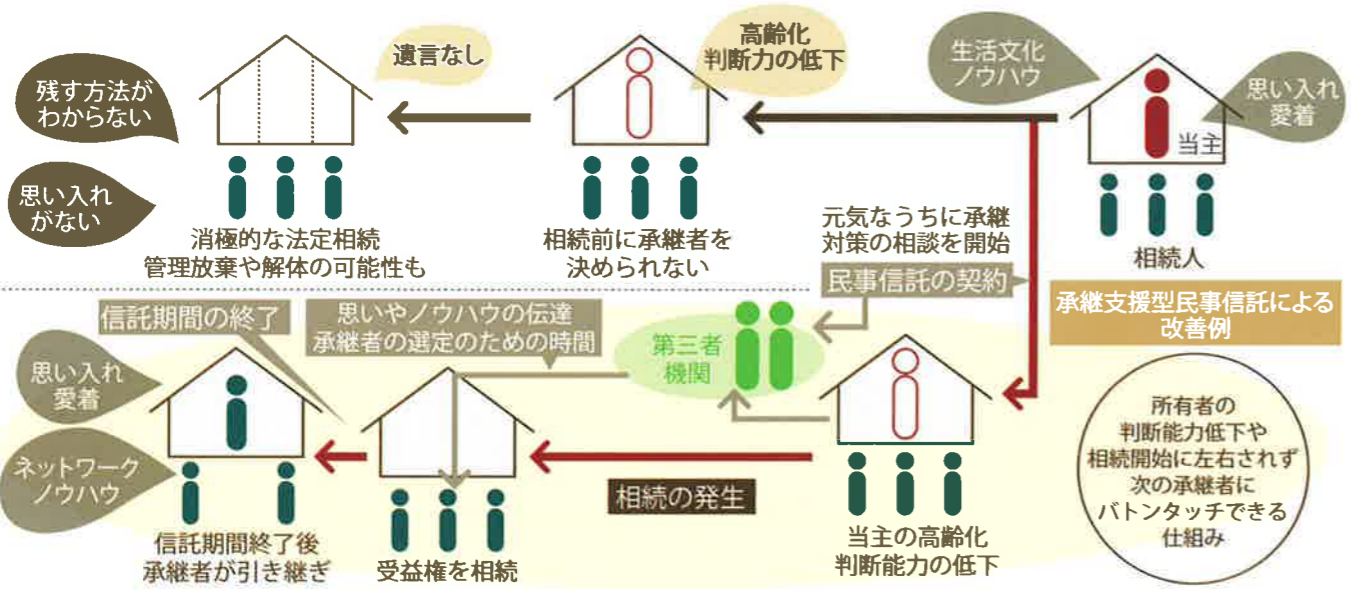 残す方法が
わからない
思い入れ
がない
遺言なし
消極的な法定相続
管理放棄や解体の可能性も
高齢化
判断力の低下
相続前に承継者を
決められない
生活文化
ノウハウ
思い入れ
愛着
当主
相続人
元気なうちに承継
対策の相談を開始
民事信託の契約
承継支援型民事信託による
改善例
信託期間の終了
思いやノウハウの伝達
承継者の選定のための時間
第三者
機関
思い入れ
愛着
ネットワーク
ノウハウ
信託期間終了後
承継者が引き継ぎ
受益権を相続
相続の発生
当主の高齢化
判断能力の低下
所有者の
判断能力低下や
相続開始に左右されず
次の承継者に
バトンタッチできる
仕組み